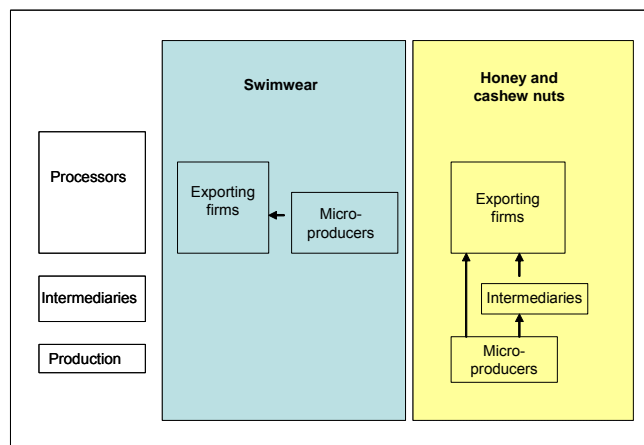 Swimwear
Honey and
cashew nuts
Processors
Exporting
firms
Micro-
producers
Exporting
firms
Intermediaries
Intermediaries
Production
Micro-
producers